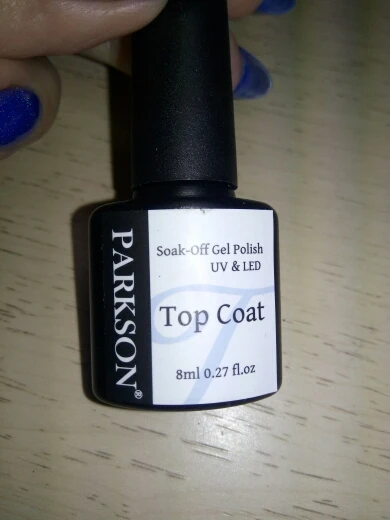 PARKSON®
Soak-Off Gel Polish
UV & LED
Top Coat
8ml 0.27 fl.oz